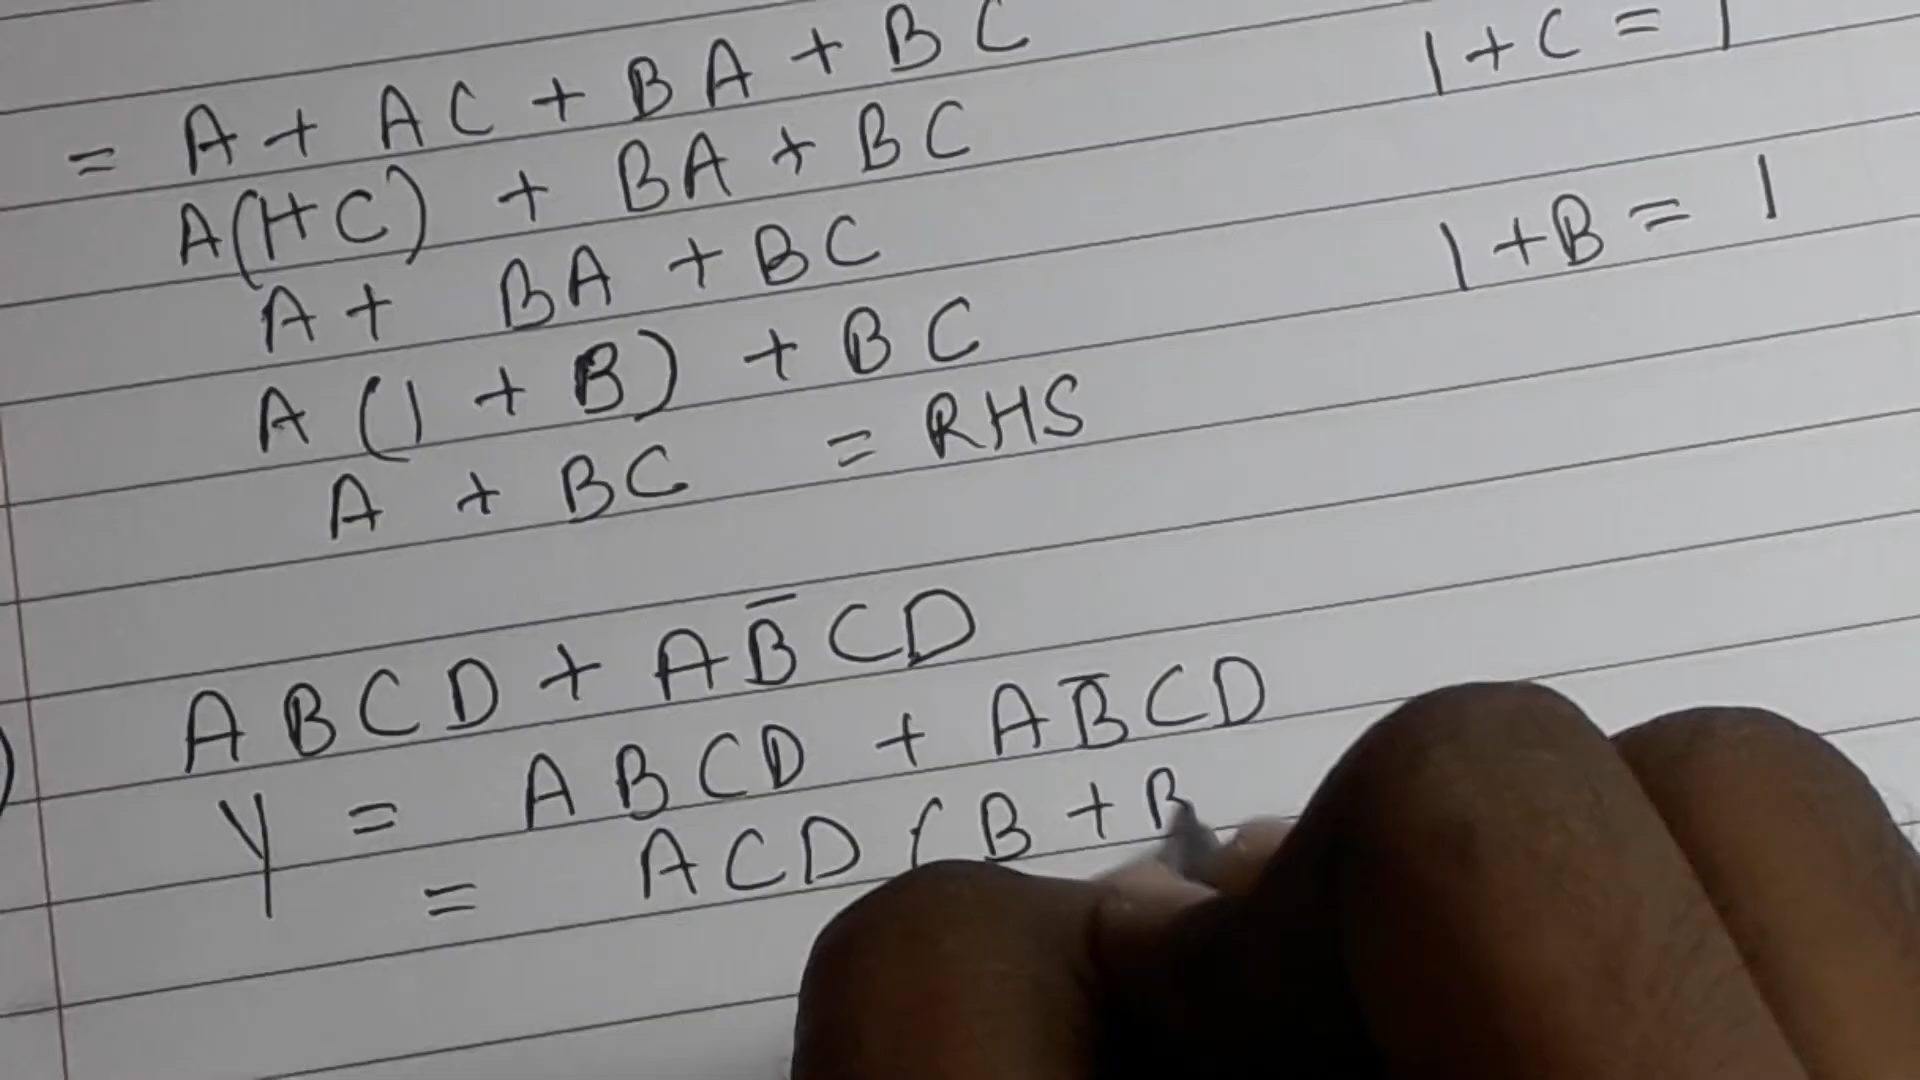 = A + AC + BA + BC
1 + C = 1
A(1+C) + BA + BC
A + BA + BC
1 + B = 1
A (1 + B) + BC
A + BC = RHS
) ABCD + AB̅CD
Y = ABCD + AB̅CD
= ACD (B + B